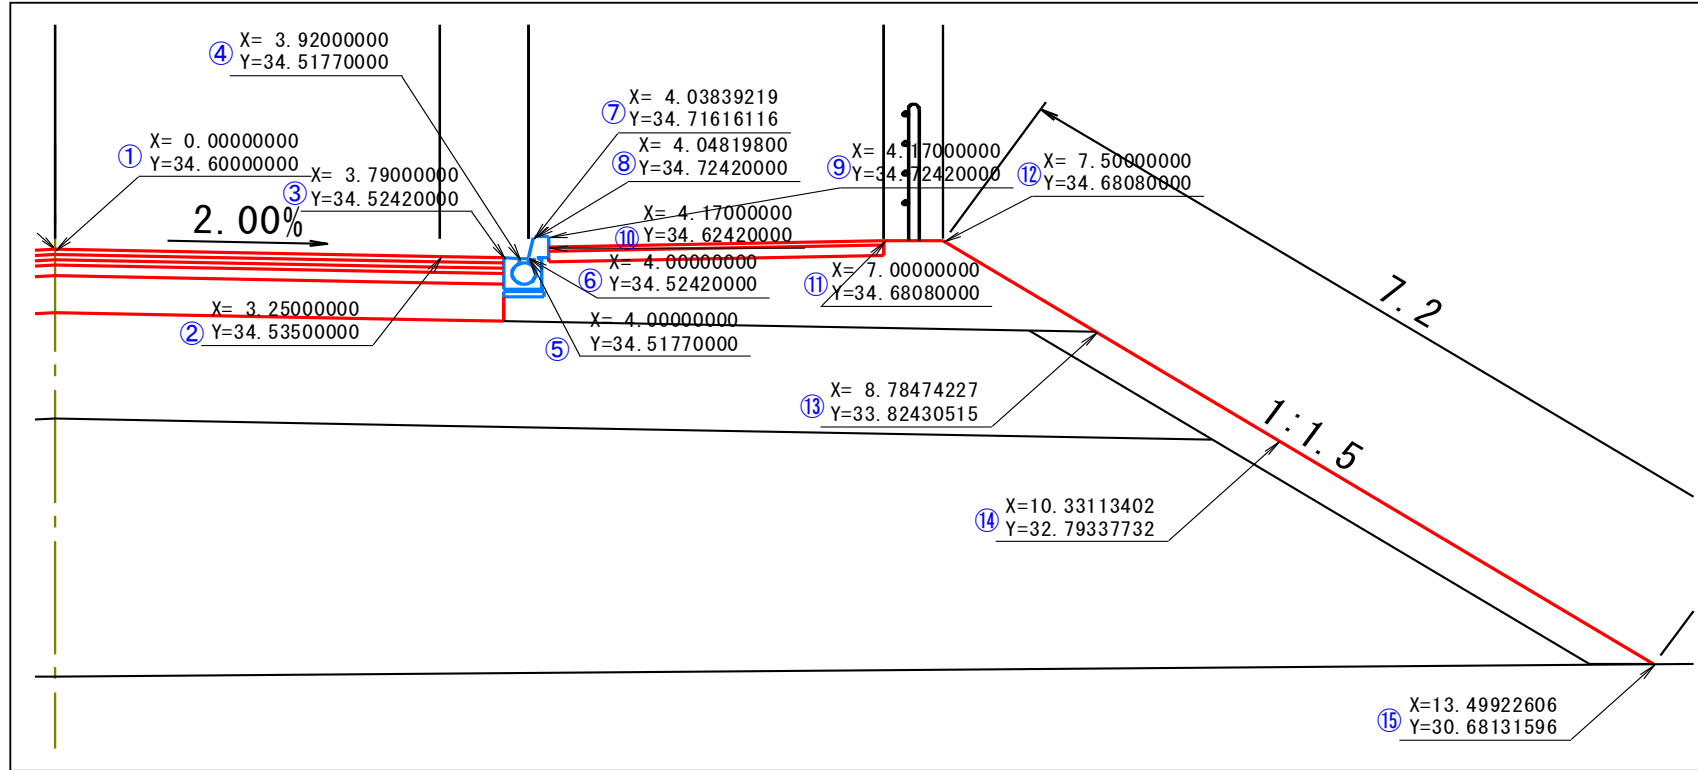 ④ X= 3.92000000
Y=34.51770000
⑦ X= 4.03839219
Y=34.71616116
① X= 0.00000000
Y=34.60000000
⑧ X= 4.04819800
Y=34.72420000
⑨ X= 4.17000000
Y=34.72420000
⑫ X= 7.50000000
Y=34.68080000
③ X= 3.79000000
Y=34.52420000
2.00%
⑩ X= 4.17000000
Y=34.62420000
⑥ X= 4.00000000
Y=34.52420000
⑪ X= 7.00000000
Y=34.68080000
7.2
② X= 3.25000000
Y=34.53500000
⑤ X= 4.00000000
Y=34.51770000
⑬ X= 8.78474227
Y=33.82430515
1:1.5
⑭ X=10.33113402
Y=32.79337732
⑮ X=13.49922606
Y=30.68131596